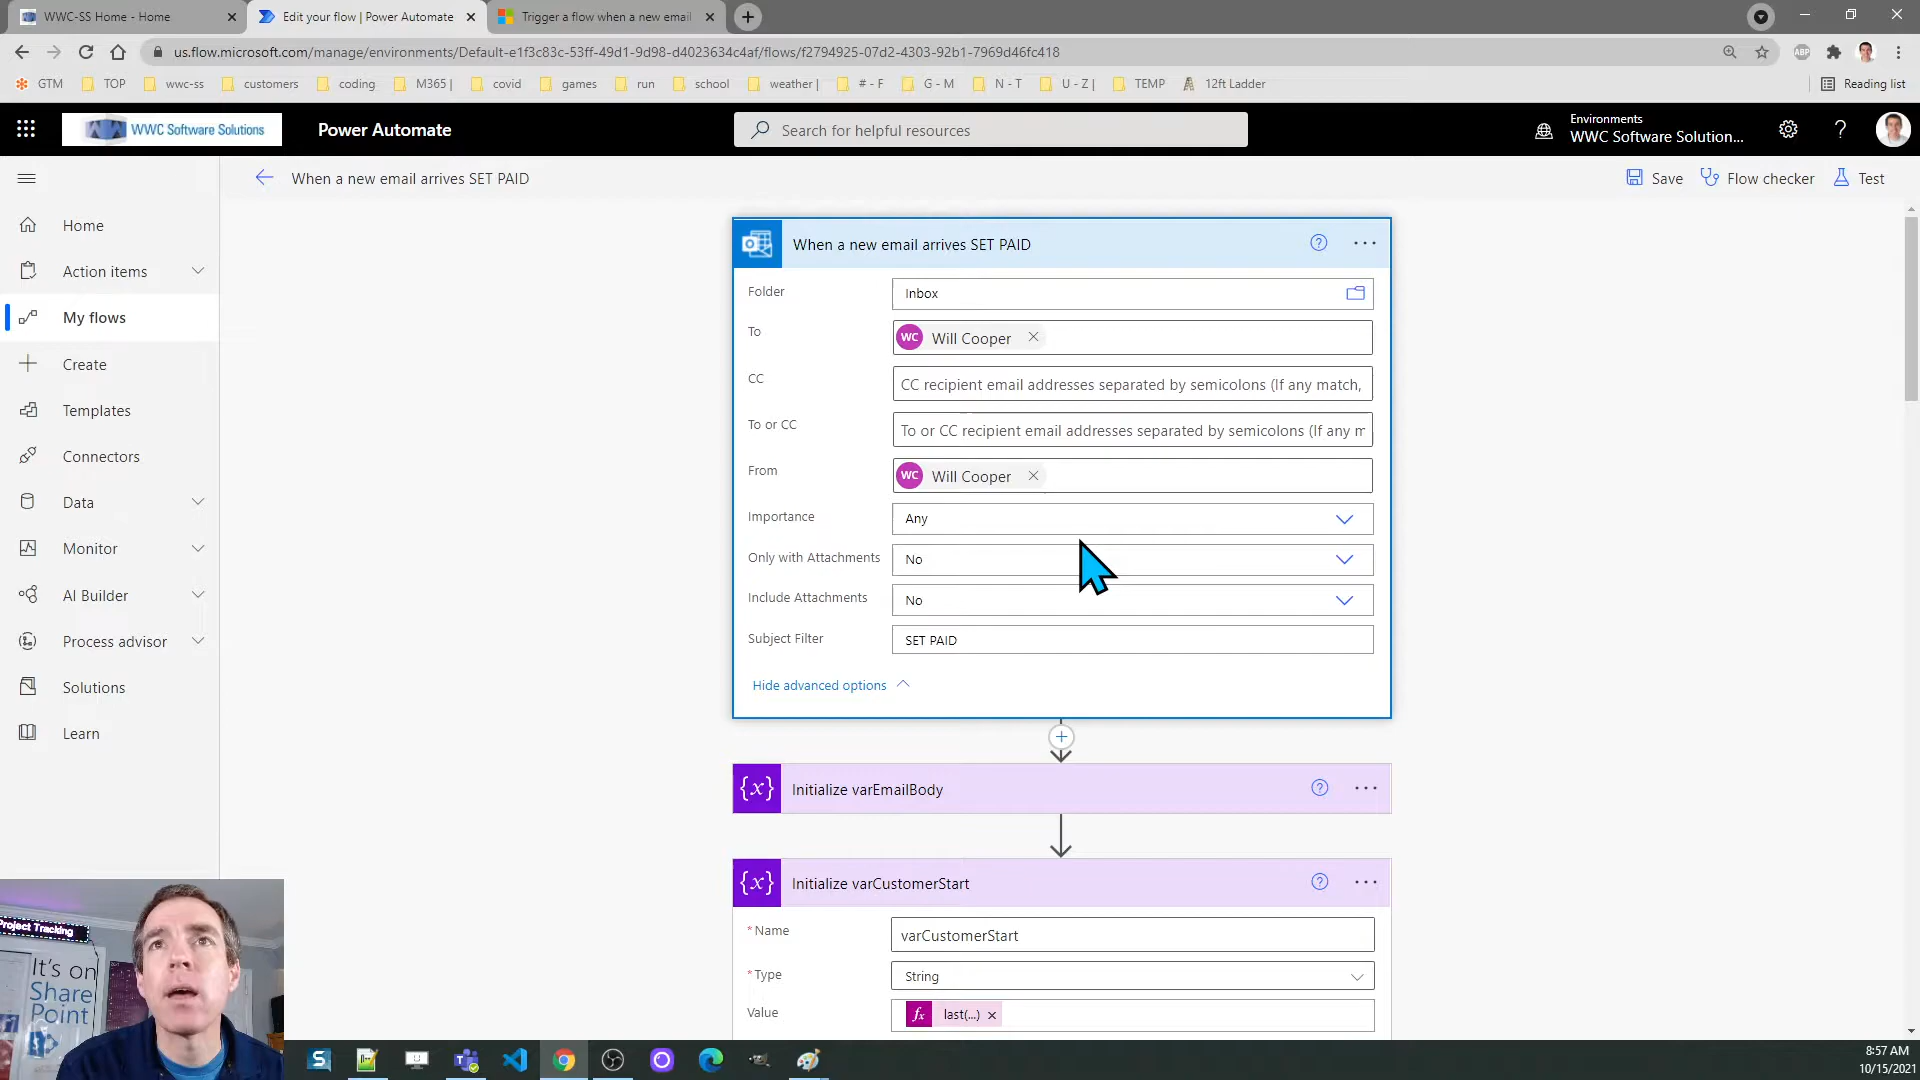 WWC-SS Home - Home
Edit your flow | Power Automate
Trigger a flow when a new email
us.flow.microsoft.com/manage/environments/Default-e1f3c83c-53ff-49d1-9d98-d4023634c4af/flows/f2794925-07d2-4303-92b1-7969d46fc418
GTM
TOP
wwc-ss
customers
coding
M365 |
covid
games
run
school
weather |
# - F
G - M
N - T
U - Z |
TEMP
12ft Ladder
Reading list
WWC Software Solutions
Power Automate
Search for helpful resources
Environments
WWC Software Solution...
When a new email arrives SET PAID
Save
Flow checker
Test
Home
Action items
My flows
Create
Templates
Connectors
Data
Monitor
AI Builder
Process advisor
Solutions
Learn
When a new email arrives SET PAID
Folder
Inbox
To
WC Will Cooper
CC
CC recipient email addresses separated by semicolons (If any match,
To or CC
To or CC recipient email addresses separated by semicolons (If any m
From
WC Will Cooper
Importance
Any
Only with Attachments
No
Include Attachments
No
Subject Filter
SET PAID
Hide advanced options
{x} Initialize varEmailBody
{x} Initialize varCustomerStart
* Name
varCustomerStart
* Type
String
Value
fx last(...)
Project Tracking
It's on
Share
Point
8:57 AM
10/15/2021